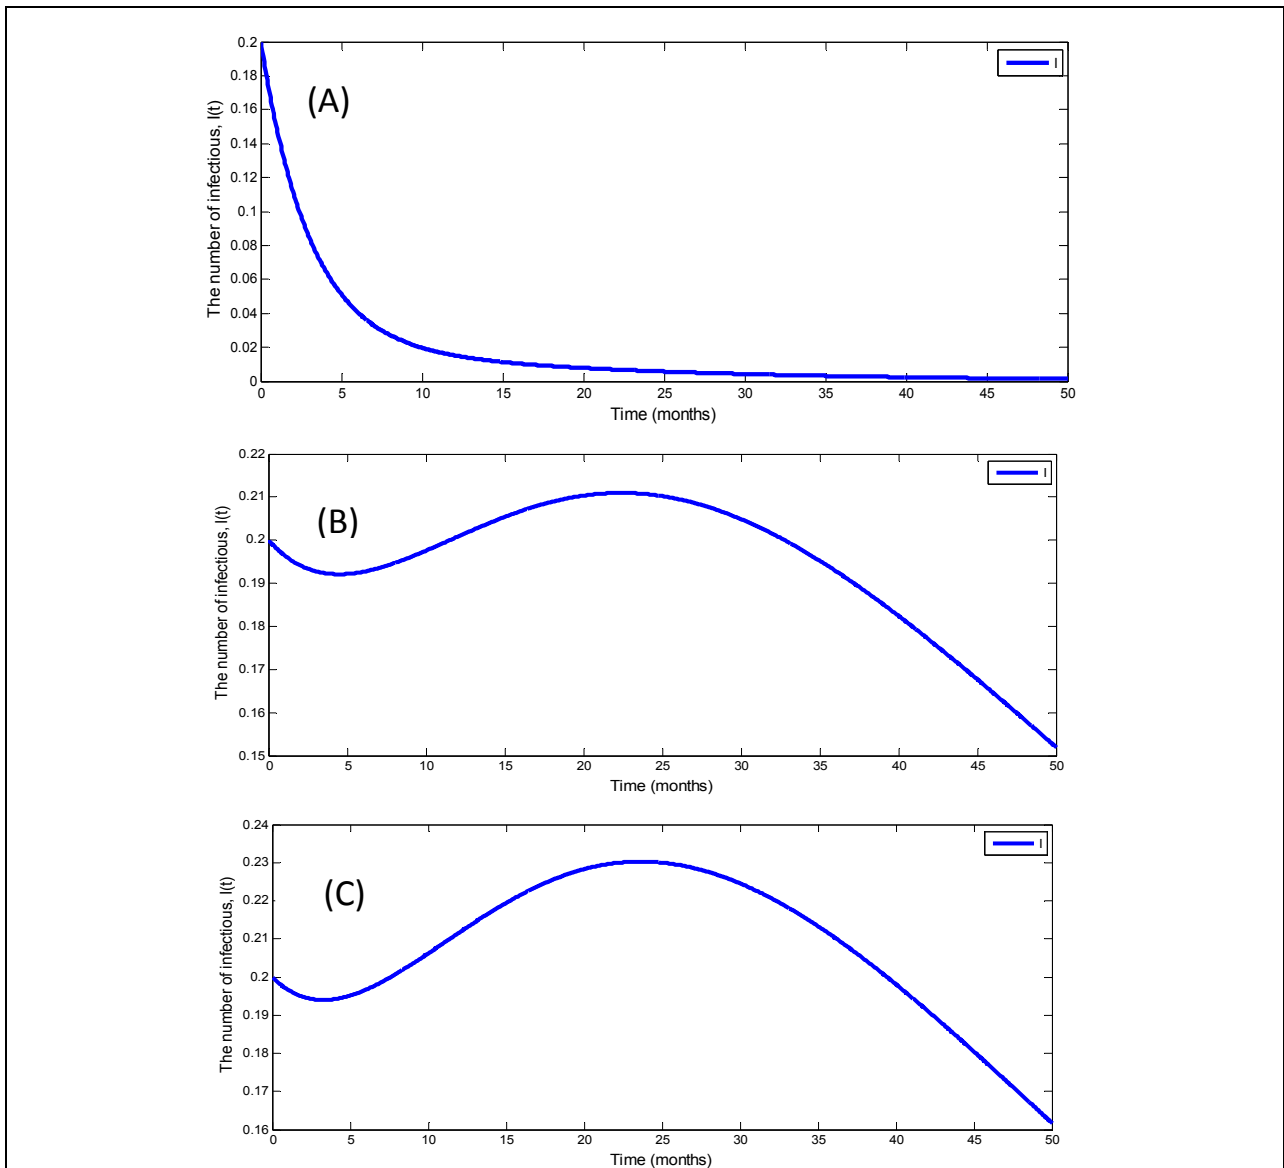 0.2
0.18
0.16
0.14
0.12
0.1
0.08
0.06
0.04
0.02
0
The number of infectious, I(t)
(A)
I
0 5 10 15 20 25 30 35 40 45 50
Time (months)
0.22
0.21
0.2
0.19
0.18
0.17
0.16
0.15
The number of infectious, I(t)
(B)
I
0 5 10 15 20 25 30 35 40 45 50
Time (months)
0.24
0.23
0.22
0.21
0.2
0.19
0.18
0.17
0.16
The number of infectious, I(t)
(C)
I
0 5 10 15 20 25 30 35 40 45 50
Time (months)